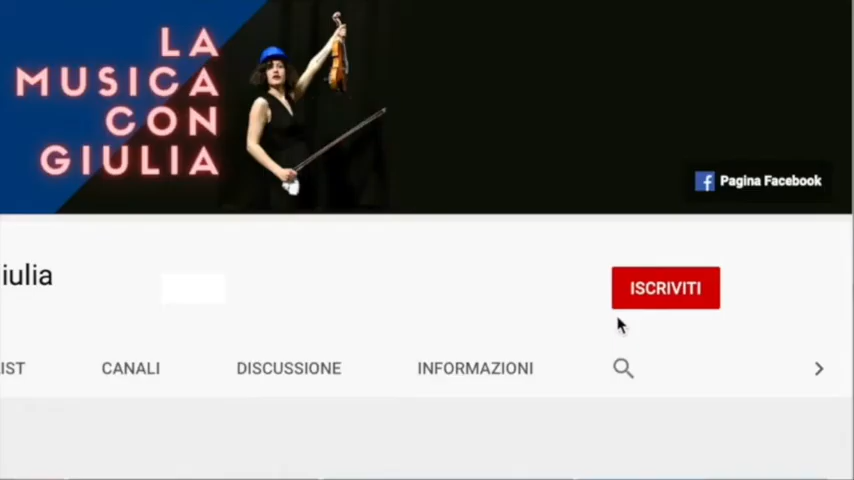 LA
MUSICA
CON
GIULIA
Pagina Facebook
iulia
ISCRIVITI
IST CANALI DISCUSSIONE INFORMAZIONI